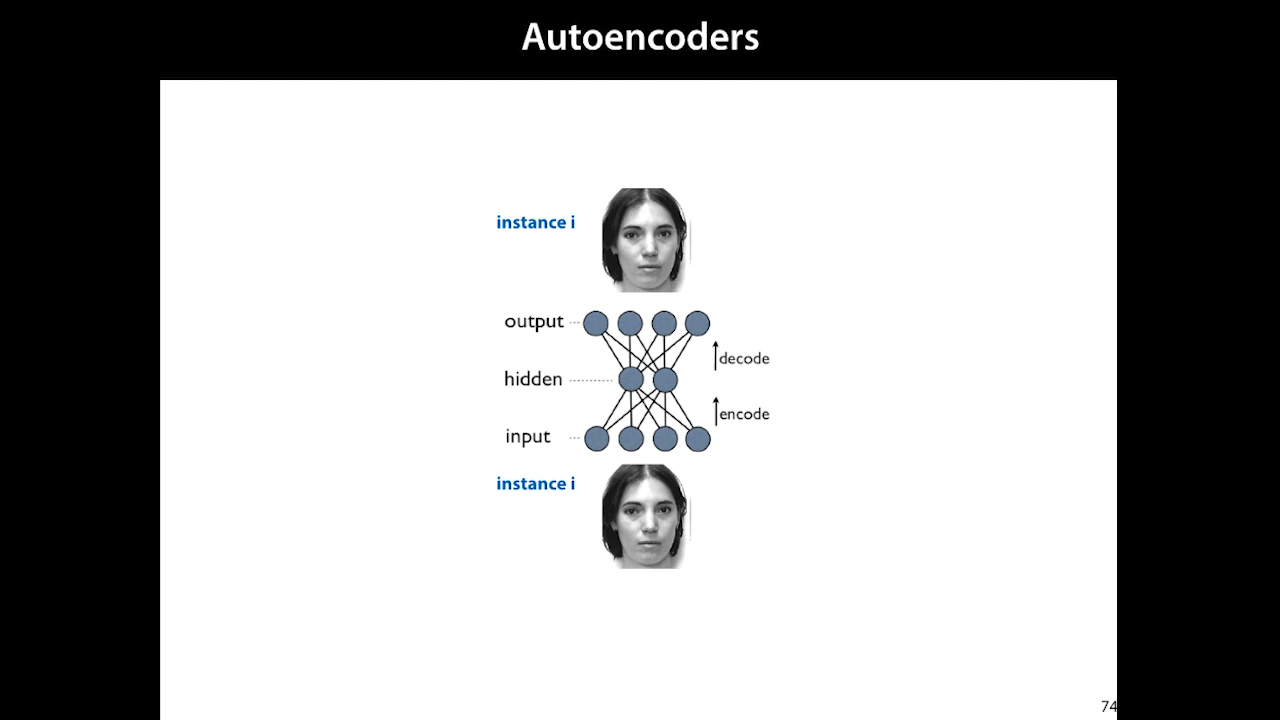 Autoencoders
instance i
output
decode
hidden
encode
input
instance i
74